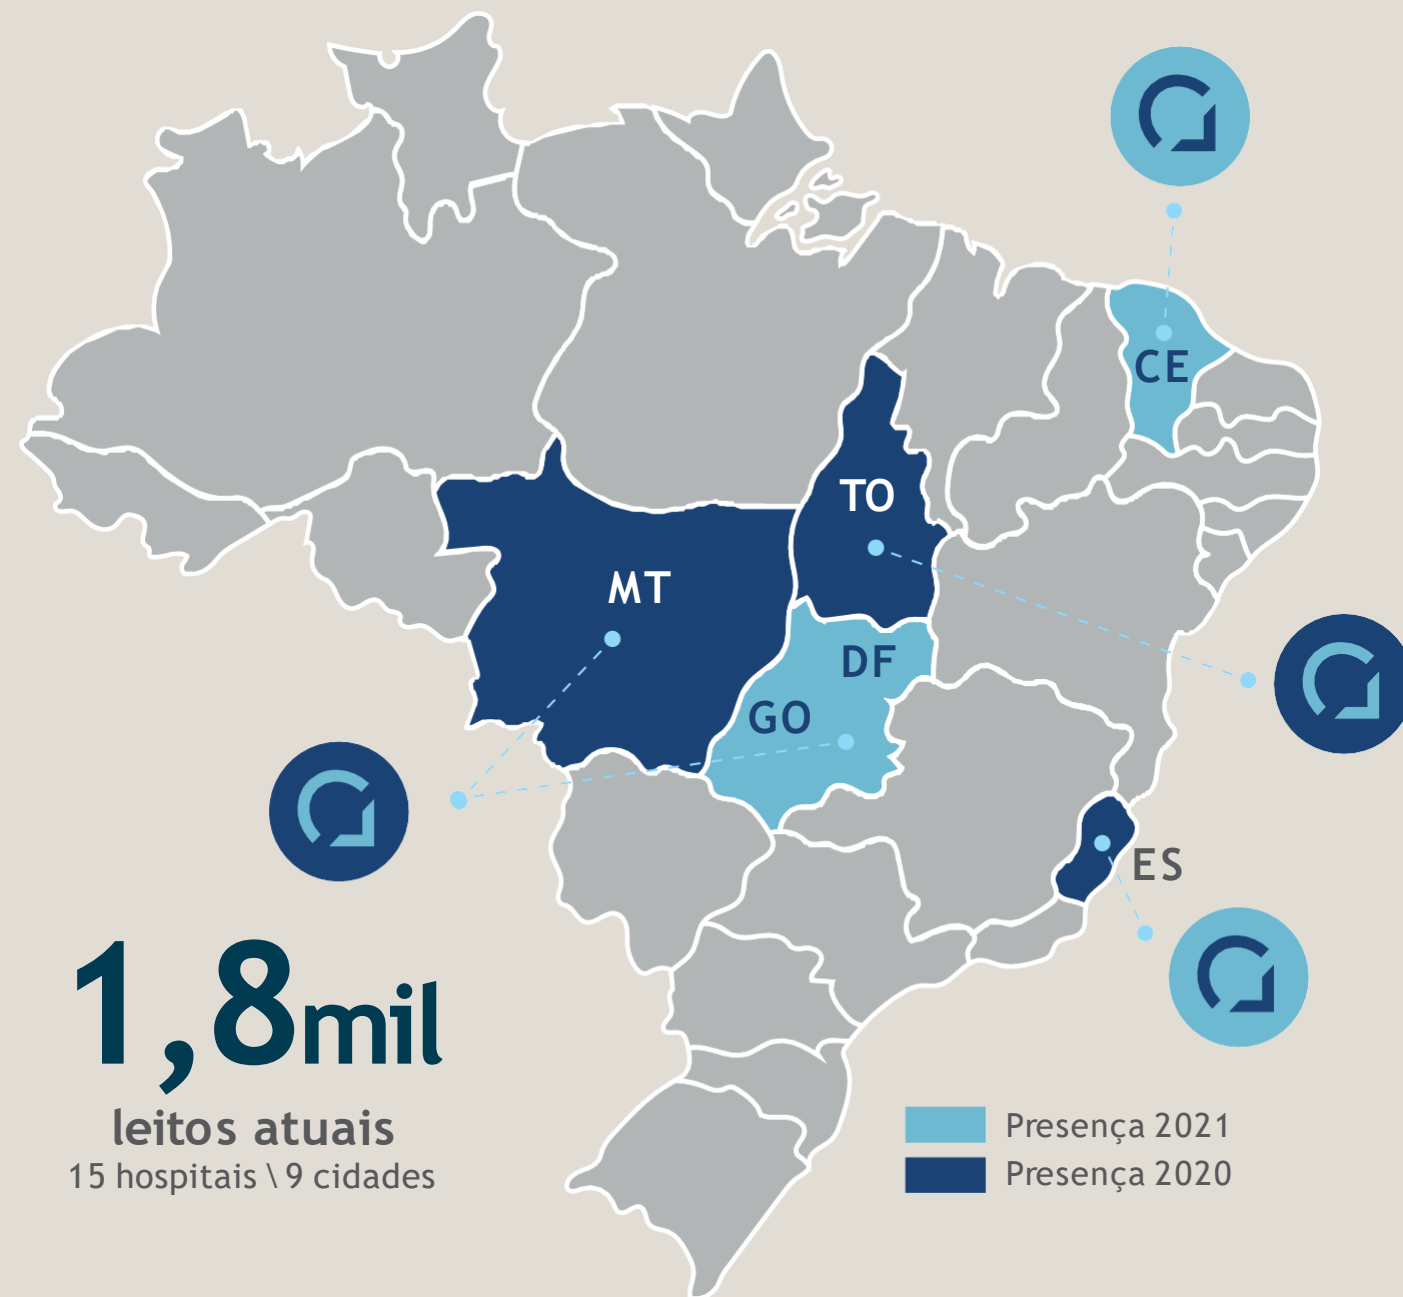 CE
TO
MT
DF
GO
ES
1,8mil
leitos atuais
15 hospitais \ 9 cidades
Presença 2021
Presença 2020